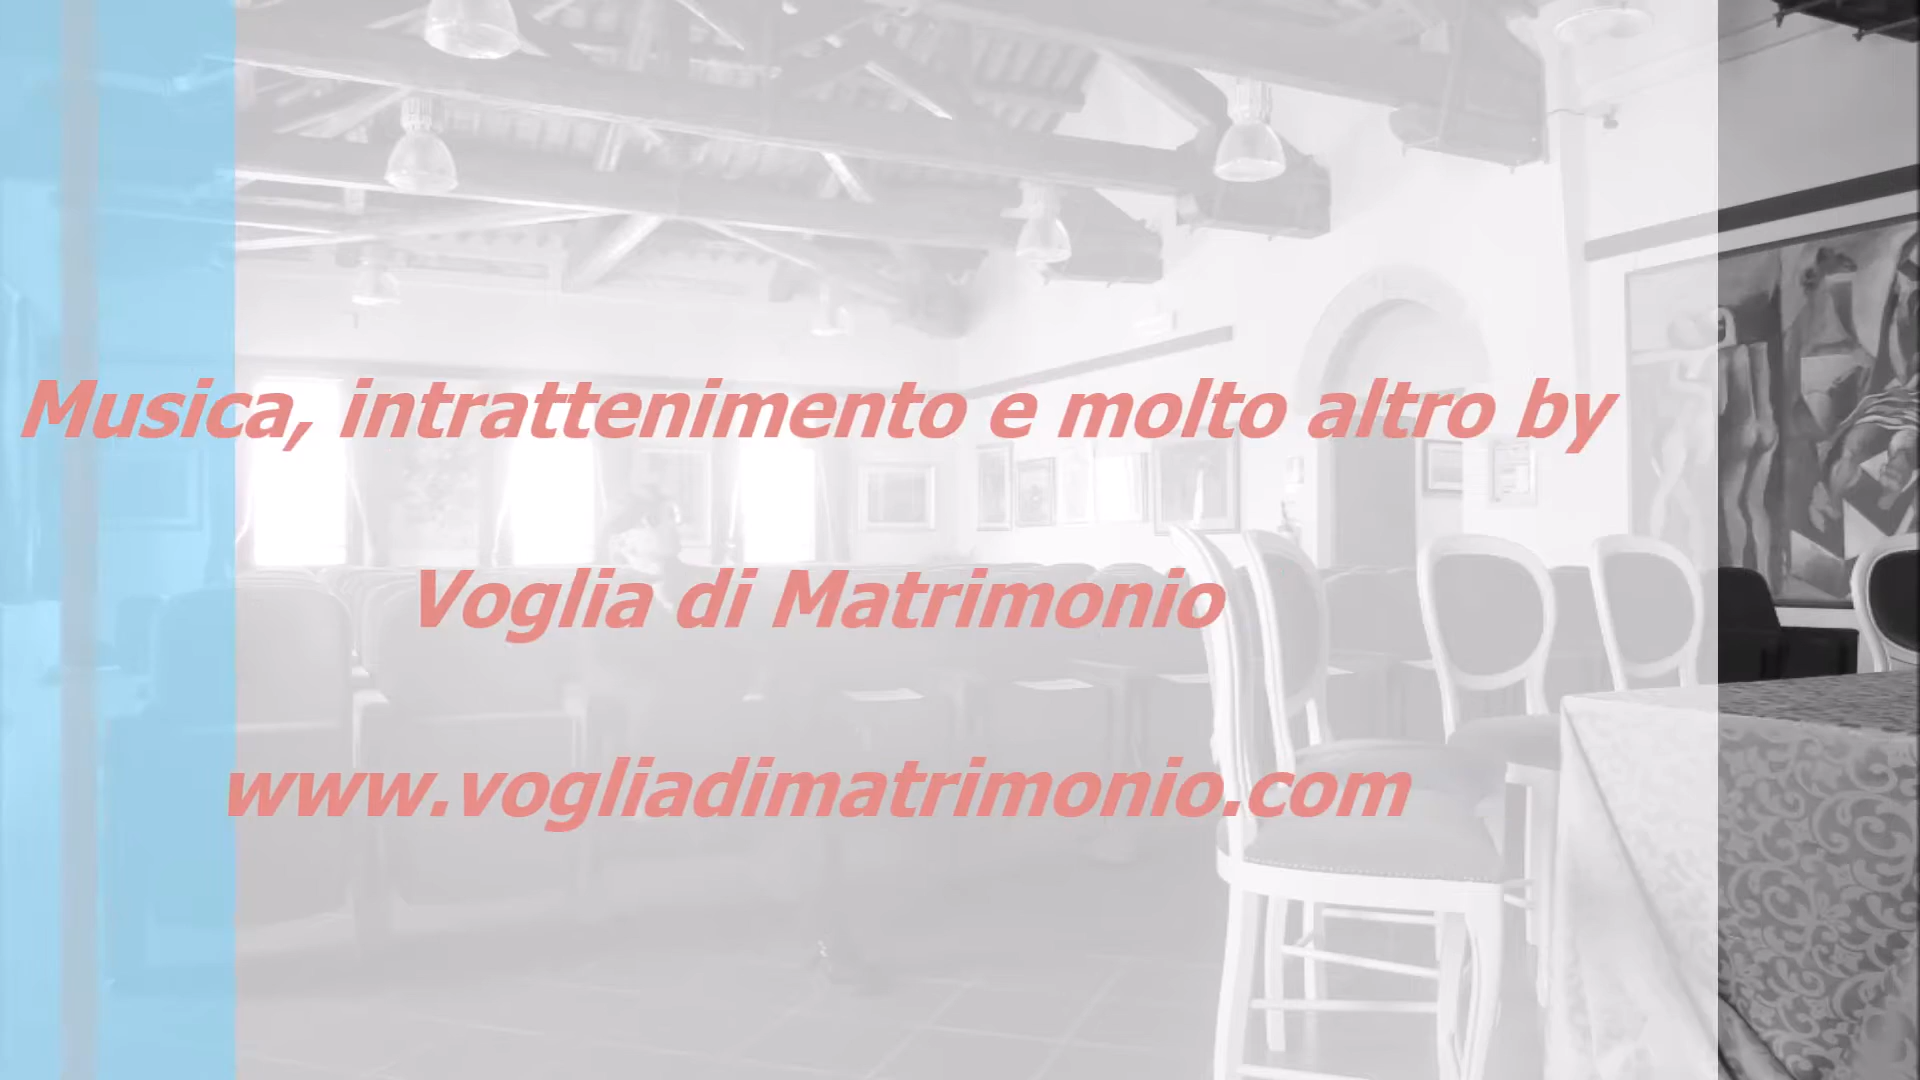 Musica, intrattenimento e molto altro by
Voglia di Matrimonio
www.vogliadimatrimonio.com